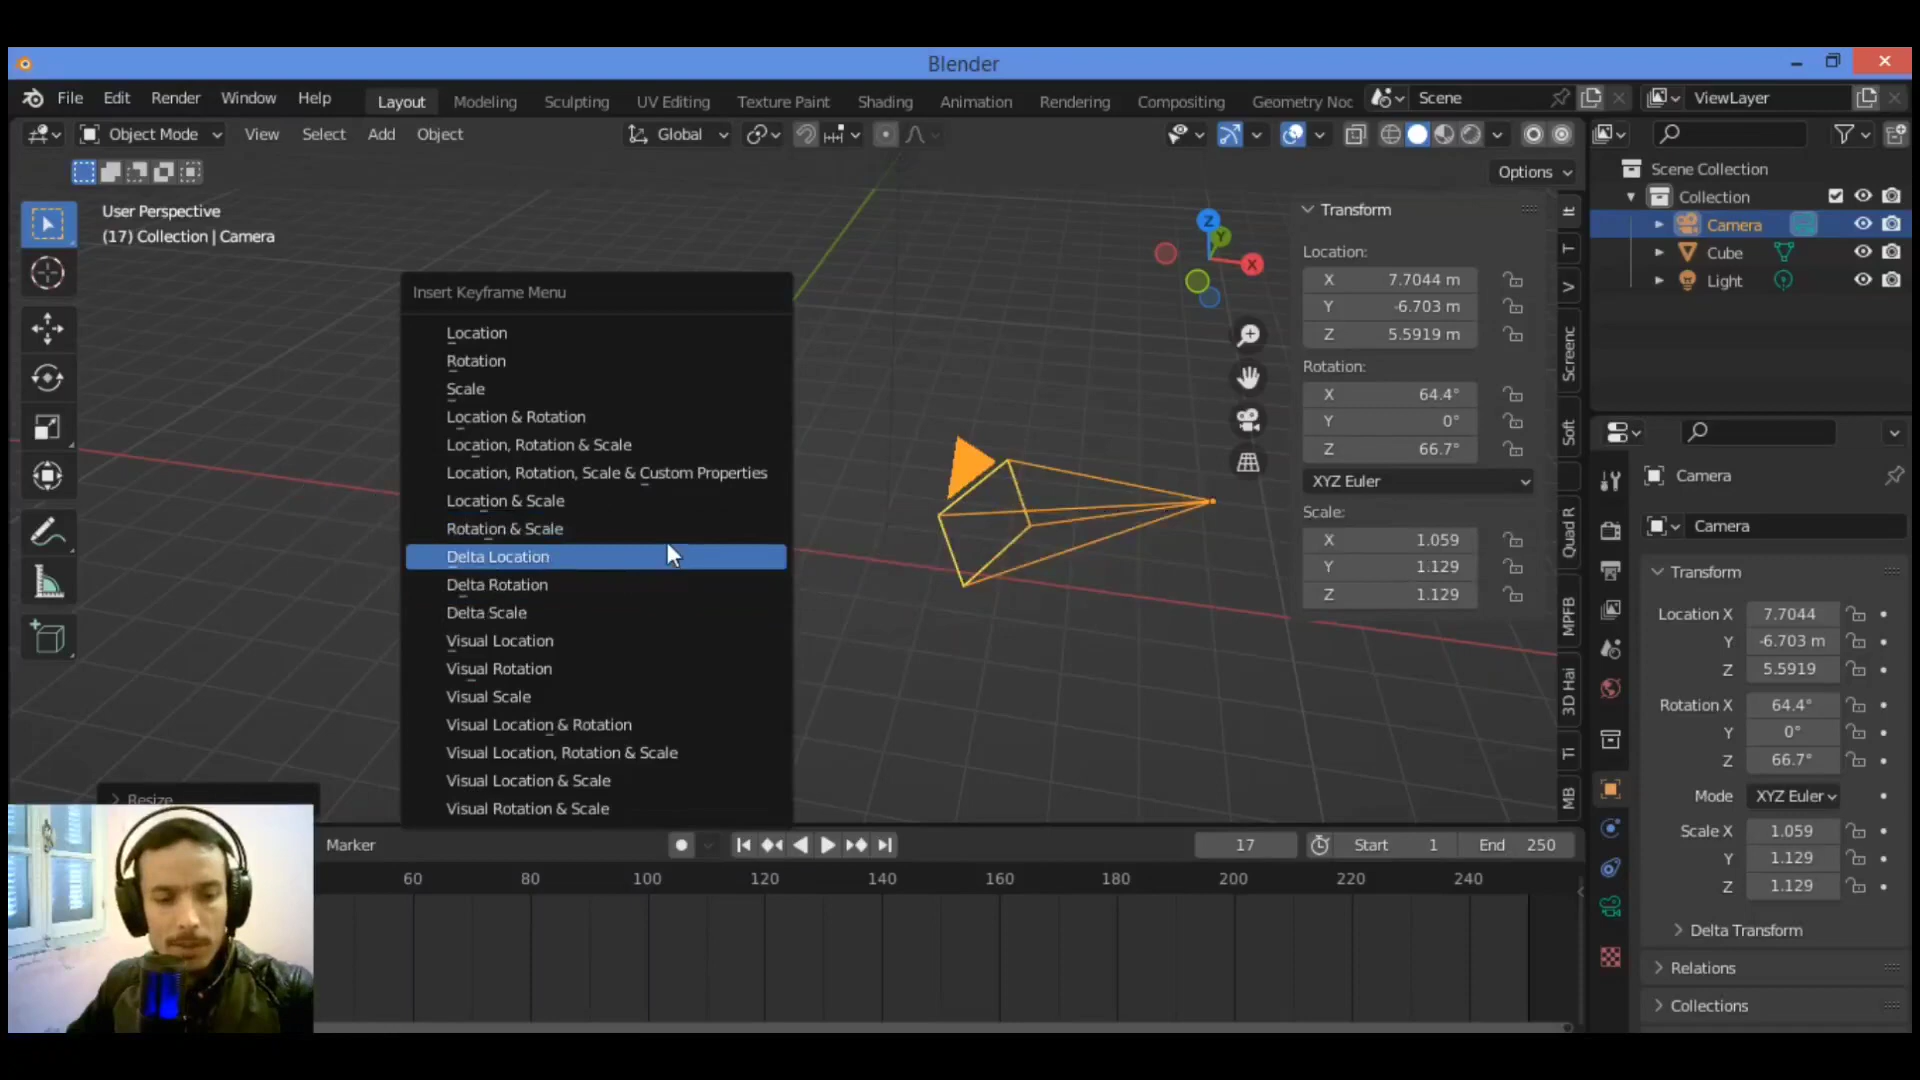 Blender
File Edit Render Window Help Layout Modeling Sculpting UV Editing Texture Paint Shading Animation Rendering Compositing Geometry Noc Scene ViewLayer
Object Mode View Select Add Object Global
Options
User Perspective
(17) Collection | Camera
Insert Keyframe Menu
Location
Rotation
Scale
Location & Rotation
Location, Rotation & Scale
Location, Rotation, Scale & Custom Properties
Location & Scale
Rotation & Scale
Delta Location
Delta Rotation
Delta Scale
Visual Location
Visual Rotation
Visual Scale
Visual Location & Rotation
Visual Location, Rotation & Scale
Visual Location & Scale
Visual Rotation & Scale
Resize
Z
Y
X
Transform
Location:
X 7.7044 m
Y -6.703 m
Z 5.5919 m
Rotation:
X 64.4°
Y 0°
Z 66.7°
XYZ Euler
Scale:
X 1.059
Y 1.129
Z 1.129
T
V
Screenc
Soft
Quad R
MPFB
3D Hai
Ti
MB
Scene Collection
Collection
Camera
Cube
Light
Camera
Camera
Transform
Location X 7.7044
Y -6.703 m
Z 5.5919
Rotation X 64.4°
Y 0°
Z 66.7°
Mode XYZ Euler
Scale X 1.059
Y 1.129
Z 1.129
Delta Transform
Relations
Collections
Marker 17 Start 1 End 250
60 80 100 120 140 160 180 200 220 240